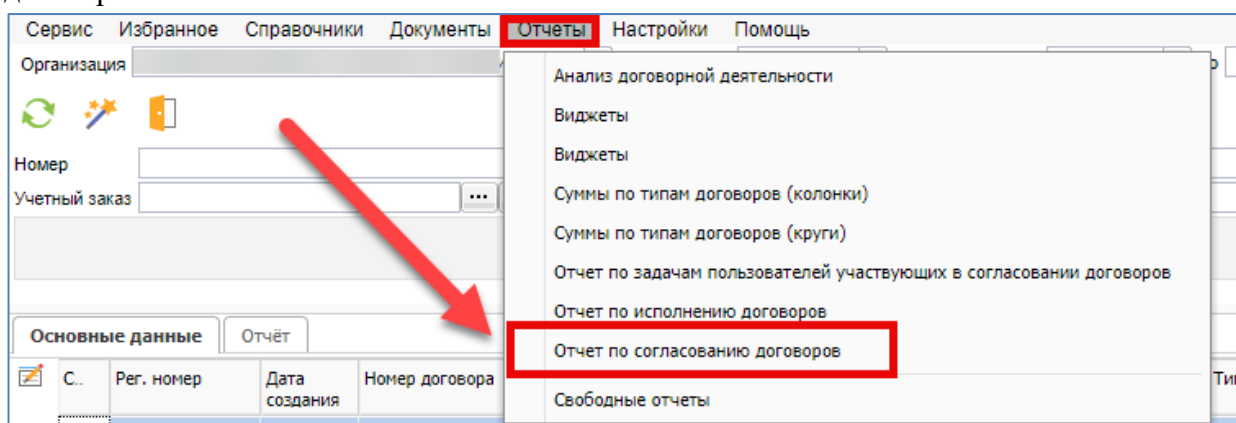 Сервис Избранное Справочники Документы Отчеты Настройки Помощь
Организация
Анализ договорной деятельности
Виджеты
Виджеты
Номер
Учетный заказ ...
Суммы по типам договоров (колонки)
Суммы по типам договоров (круги)
Отчет по задачам пользователей участвующих в согласовании договоров
Отчет по исполнению договоров
Отчет по согласованию договоров
Свободные отчеты
Основные данные Отчёт
С.. Рег. номер Дата создания Номер договора